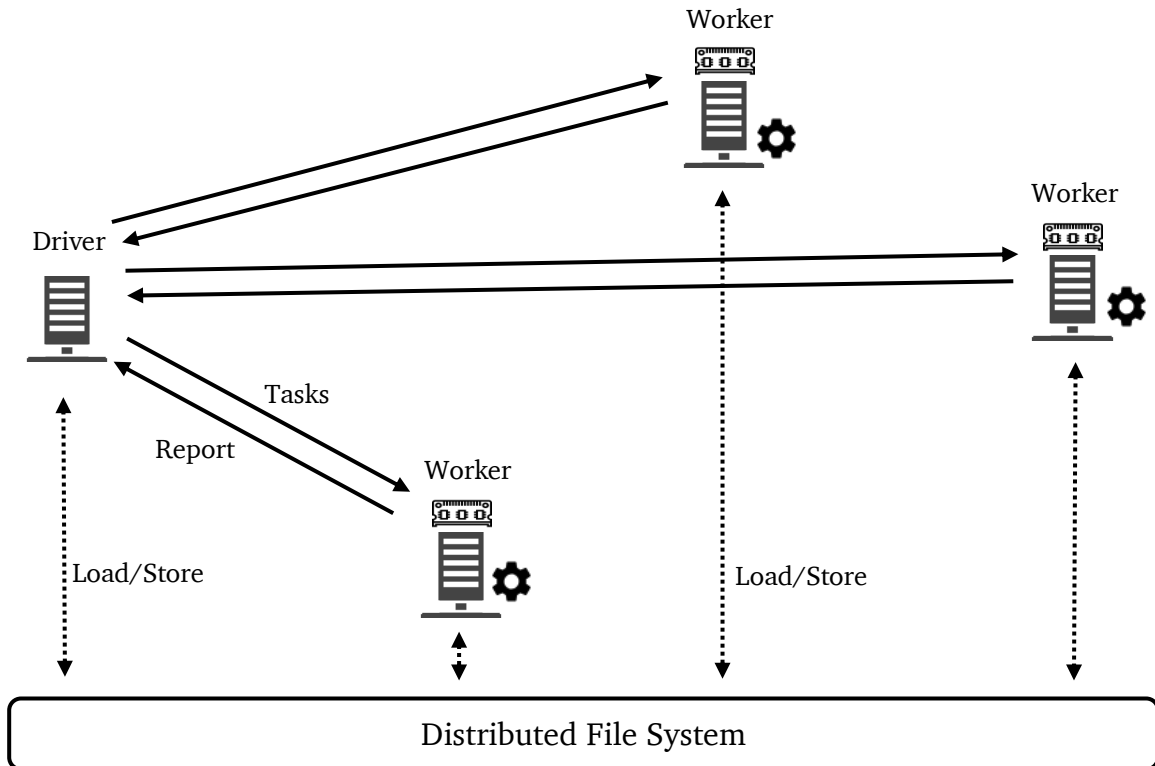 Worker
Worker
Driver
Tasks
Report
Worker
Load/Store
Load/Store
Distributed File System